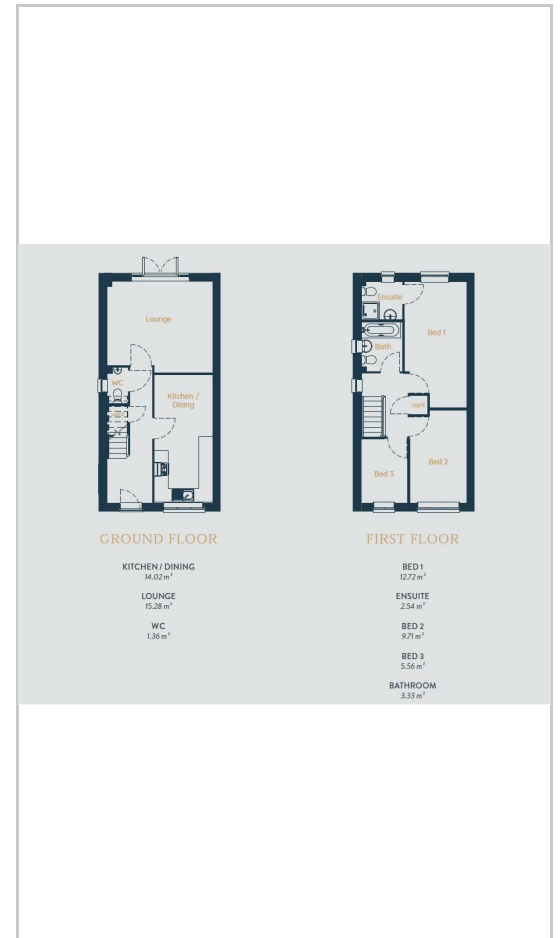 Lounge
WC
Kitchen /
Dining
Ensuite
Bath
Bed 1
Bed 2
Bed 3
GROUND FLOOR
KITCHEN / DINING
14.02 m²
LOUNGE
15.28 m²
WC
1.36 m²
FIRST FLOOR
BED 1
12.72 m²
ENSUITE
2.54 m²
BED 2
9.71 m²
BED 3
5.56 m²
BATHROOM
3.33 m²